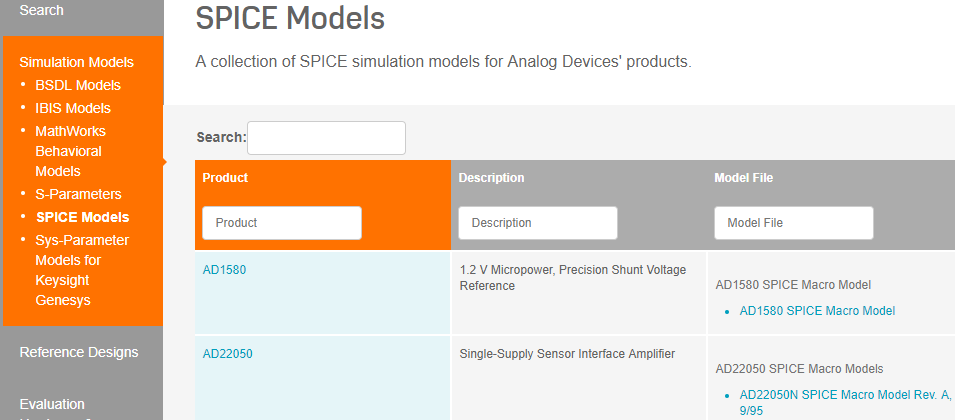 Search
Simulation Models
• BSDL Models
• IBIS Models
• MathWorks
Behavioral
Models
• S-Parameters
• SPICE Models
• Sys-Parameter
Models for
Keysight
Genesys
Reference Designs
Evaluation
SPICE Models
A collection of SPICE simulation models for Analog Devices' products.
Search:
Product Description Model File
Product Description Model File
AD1580
1.2 V Micropower, Precision Shunt Voltage
Reference
AD1580 SPICE Macro Model
• AD1580 SPICE Macro Model
AD22050
Single-Supply Sensor Interface Amplifier
AD22050 SPICE Macro Models
• AD22050N SPICE Macro Model Rev. A,
9/95